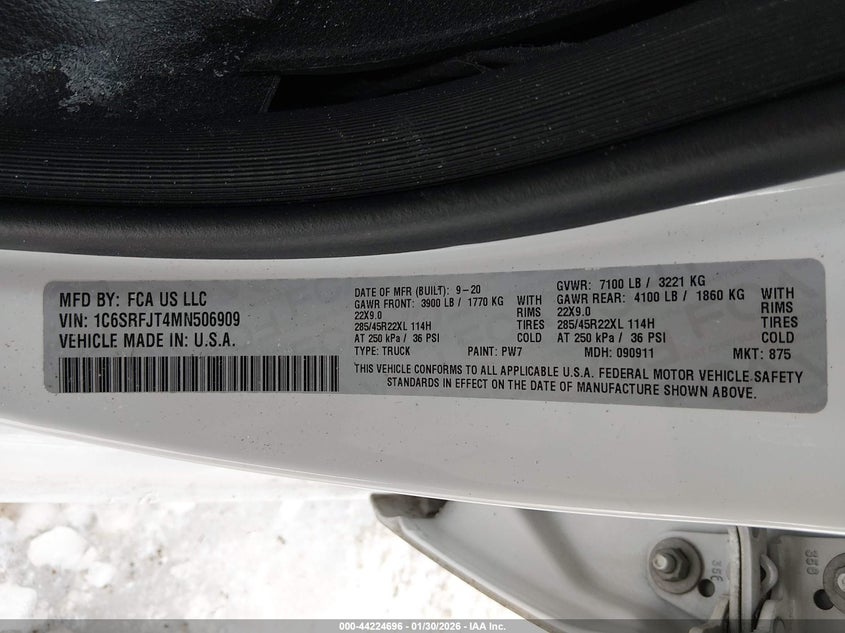 MFD BY: FCA US LLC
VIN: 1C6SRFJT4MN506909
VEHICLE MADE IN: U.S.A.
DATE OF MFR (BUILT): 9-20
GAWR FRONT: 3900 LB / 1770 KG WITH
22X9.0 RIMS
285/45R22XL 114H TIRES
AT 250 kPa / 36 PSI COLD
TYPE: TRUCK PAINT: PW7
GVWR: 7100 LB / 3221 KG
GAWR REAR: 4100 LB / 1860 KG WITH
22X9.0 RIMS
285/45R22XL 114H TIRES
AT 250 kPa / 36 PSI COLD
MDH: 090911 MKT: 875
THIS VEHICLE CONFORMS TO ALL APPLICABLE U.S.A. FEDERAL MOTOR VEHICLE SAFETY
STANDARDS IN EFFECT ON THE DATE OF MANUFACTURE SHOWN ABOVE.
000-44224696 - 01/30/2026 - IAA Inc.